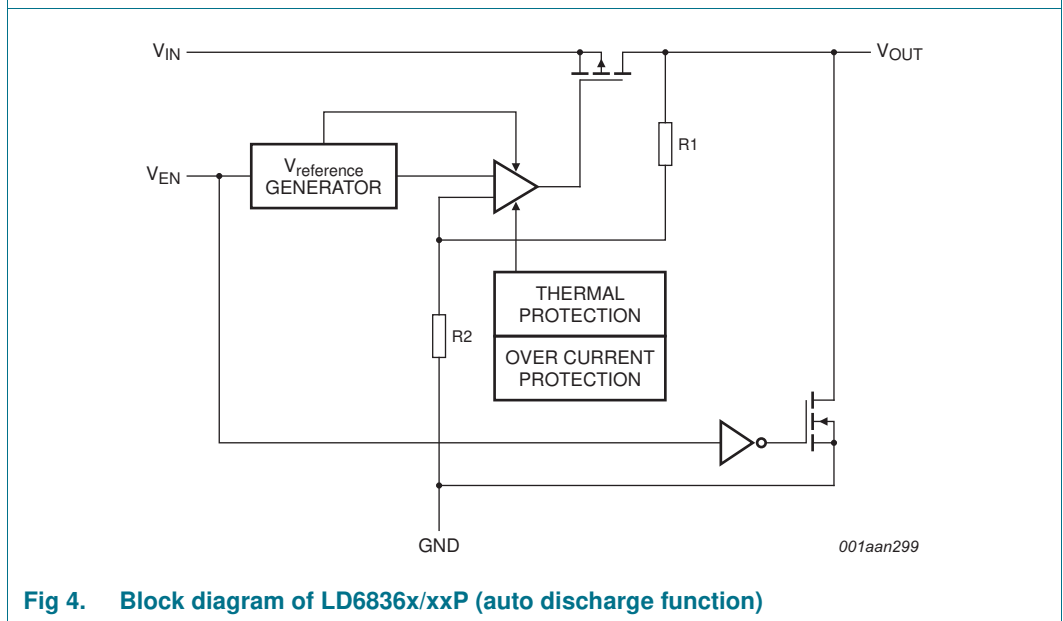 VIN
VOUT
R1
VEN
Vreference
GENERATOR
THERMAL
PROTECTION
R2
OVER CURRENT
PROTECTION
GND
001aan299
Fig 4. Block diagram of LD6836x/xxP (auto discharge function)